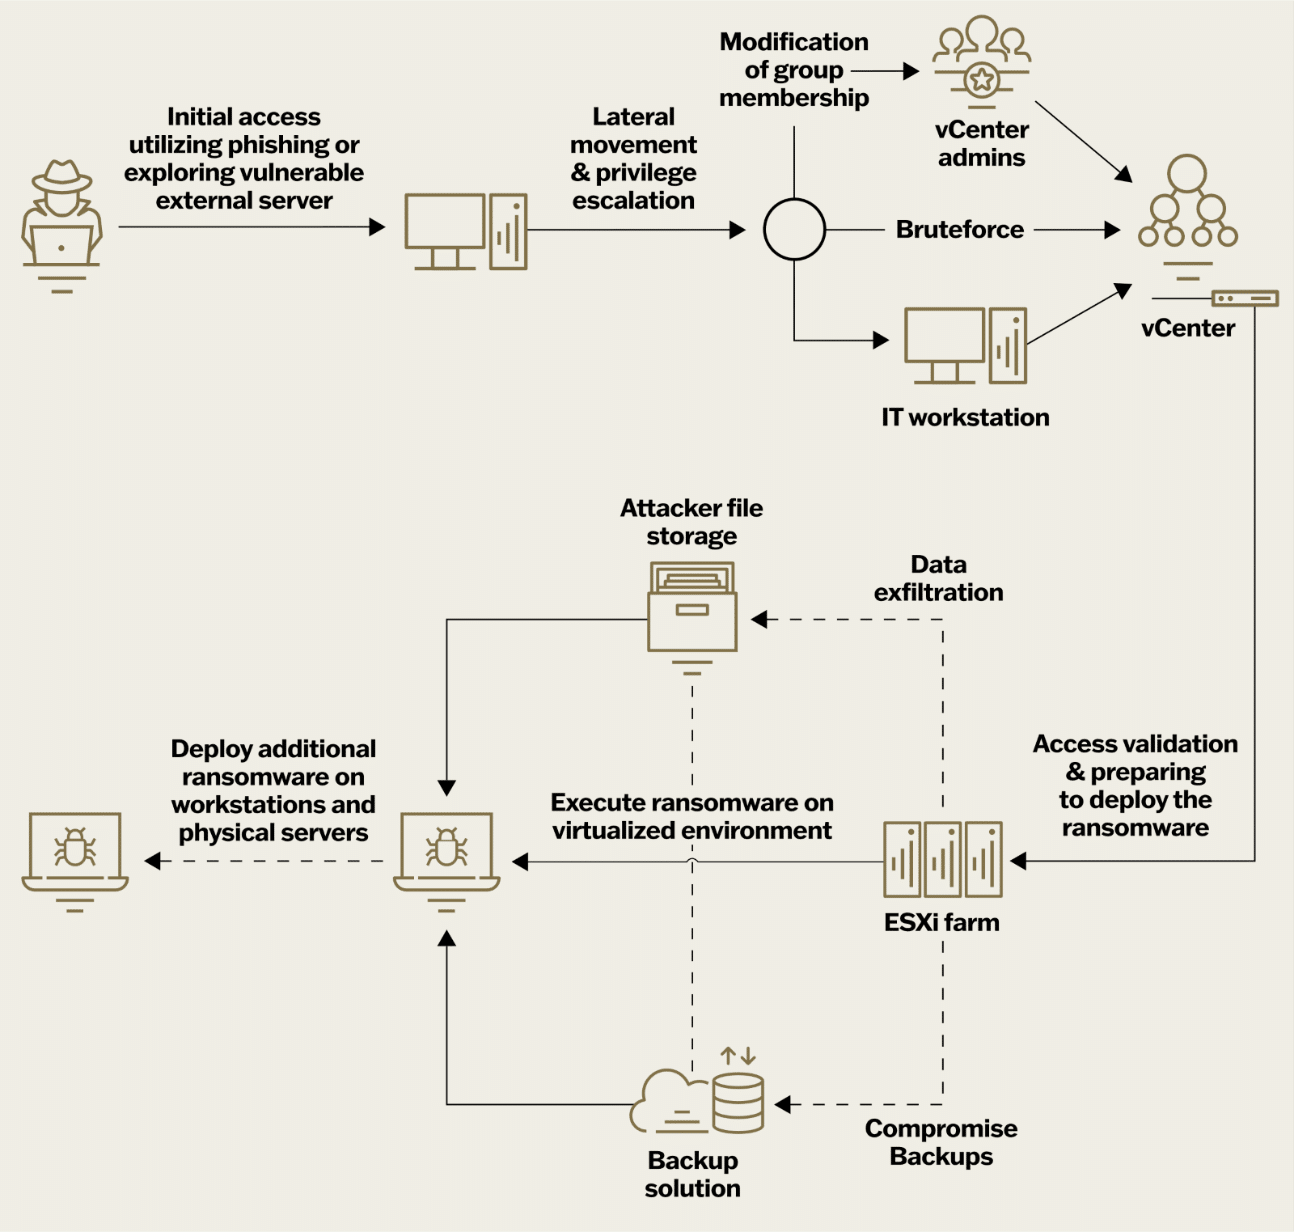 Initial access
utilizing phishing or
exploring vulnerable
external server
Lateral
movement
& privilege
escalation
Modification
of group
membership
vCenter
admins
Bruteforce
IT workstation
vCenter
Attacker file
storage
Data
exfiltration
Access validation
& preparing
to deploy the
ransomware
Deploy additional
ransomware on
workstations and
physical servers
Execute ransomware on
virtualized environment
ESXi farm
Compromise
Backups
Backup
solution